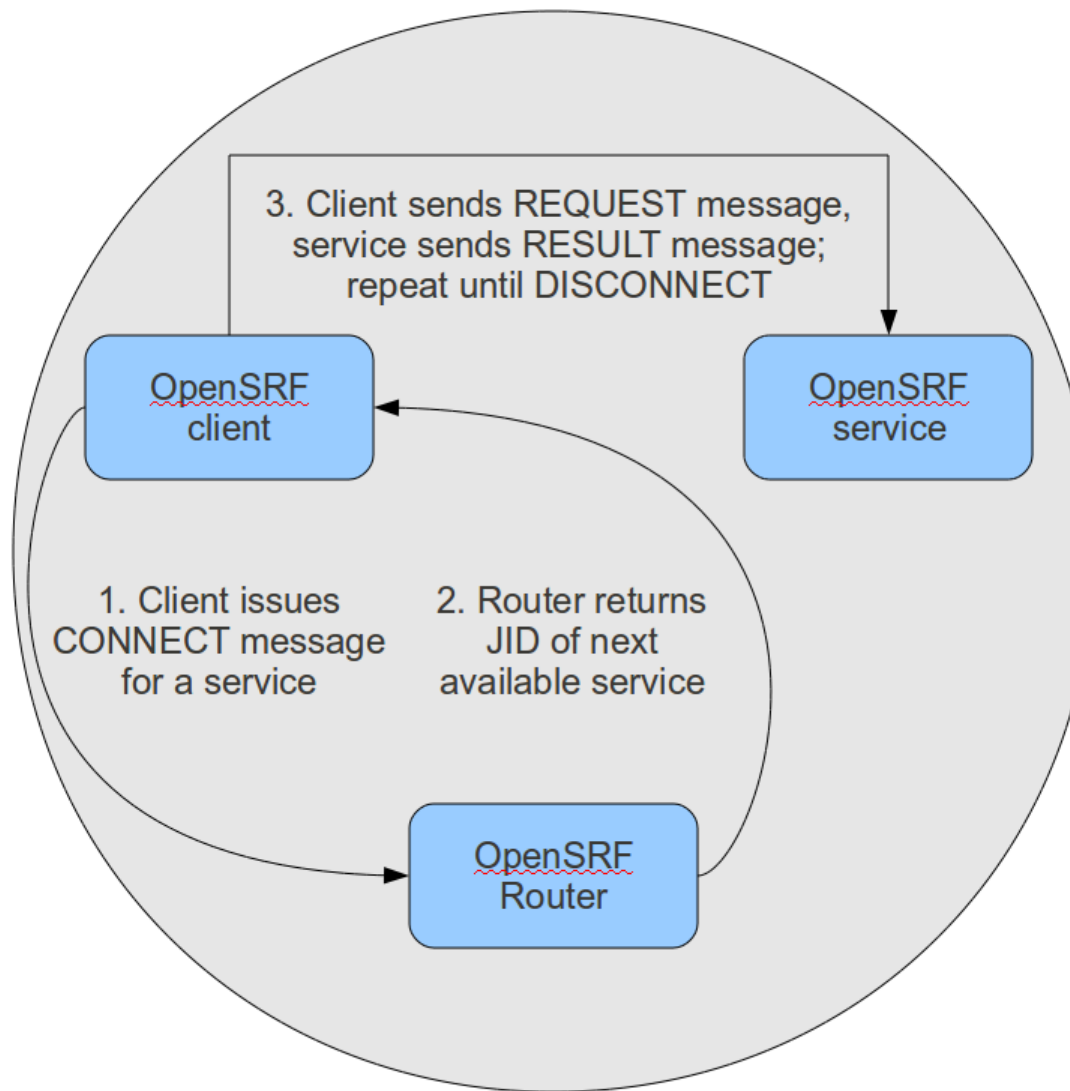 3. Client sends REQUEST message,
service sends RESULT message;
repeat until DISCONNECT
OpenSRF
client
OpenSRF
service
1. Client issues
CONNECT message
for a service
2. Router returns
JID of next
available service
OpenSRF
Router